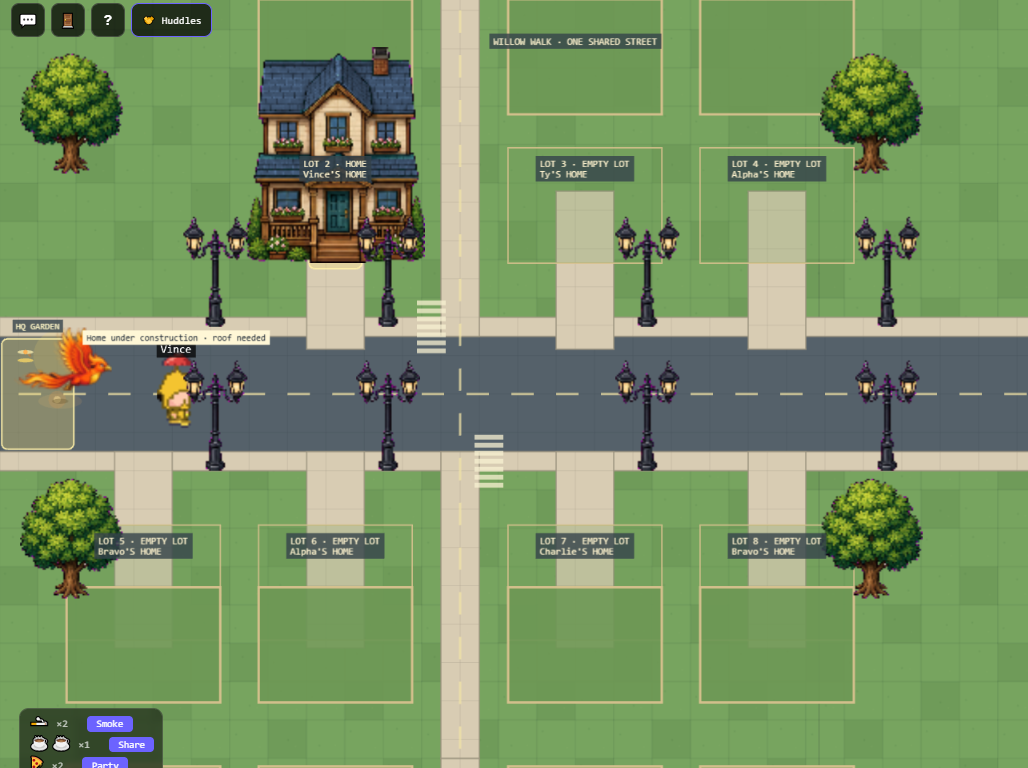 ?
Huddles
WILLOW WALK · ONE SHARED STREET
LOT 2 · HOME
Vince'S HOME
LOT 3 · EMPTY LOT
Ty'S HOME
LOT 4 · EMPTY LOT
Alpha'S HOME
HQ GARDEN
Home under construction · roof needed
Vince
LOT 5 · EMPTY LOT
Bravo'S HOME
LOT 6 · EMPTY LOT
Alpha'S HOME
LOT 7 · EMPTY LOT
Charlie'S HOME
LOT 8 · EMPTY LOT
Bravo'S HOME
×2 Smoke
×1 Share
×2 Party